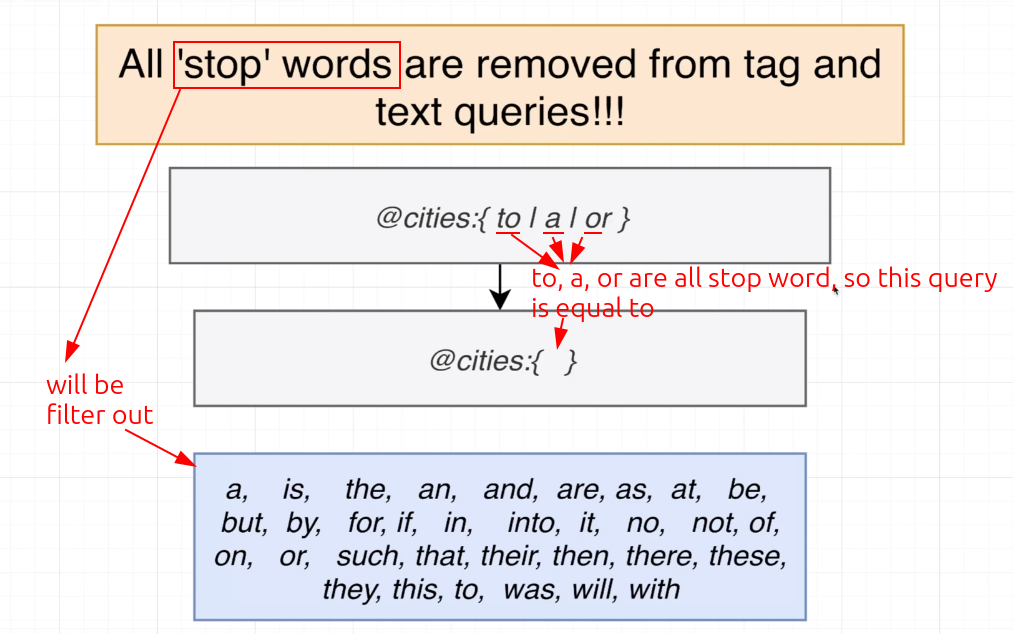 All 'stop' words are removed from tag and
text queries!!!
@cities:{ to | a | or }
to, a, or are all stop word, so this query
is equal to
@cities:{ }
will be
filter out
a, is, the, an, and, are, as, at, be,
but, by, for, if, in, into, it, no, not, of,
on, or, such, that, their, then, there, these,
they, this, to, was, will, with